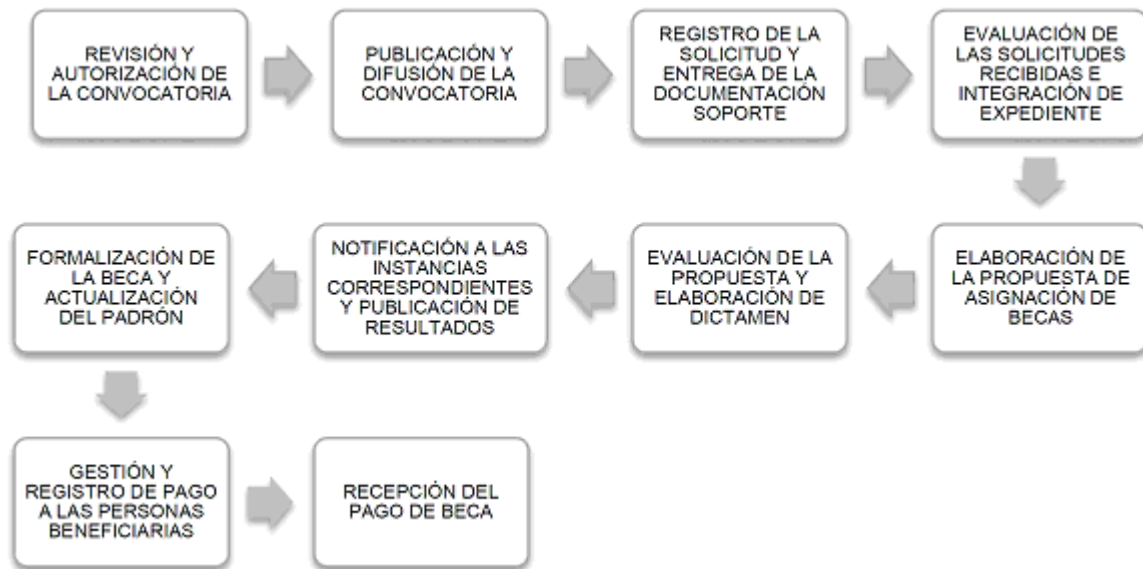 REVISIÓN Y
AUTORIZACIÓN DE
LA CONVOCATORIA
PUBLICACIÓN Y
DIFUSIÓN DE LA
CONVOCATORIA
REGISTRO DE LA
SOLICITUD Y
ENTREGA DE LA
DOCUMENTACIÓN
SOPORTE
EVALUACIÓN DE
LAS SOLICITUDES
RECIBIDAS E
INTEGRACIÓN DE
EXPEDIENTE
ELABORACIÓN DE
LA PROPUESTA DE
ASIGNACIÓN DE
BECAS
EVALUACIÓN DE LA
PROPUESTA Y
ELABORACIÓN DE
DICTAMEN
NOTIFICACIÓN A LAS
INSTANCIAS
CORRESPONDIENTES
Y PUBLICACIÓN DE
RESULTADOS
FORMALIZACIÓN DE
LA BECA Y
ACTUALIZACIÓN
DEL PADRÓN
GESTIÓN Y
REGISTRO DE PAGO
A LAS PERSONAS
BENEFICIARIAS
RECEPCIÓN DEL
PAGO DE BECA